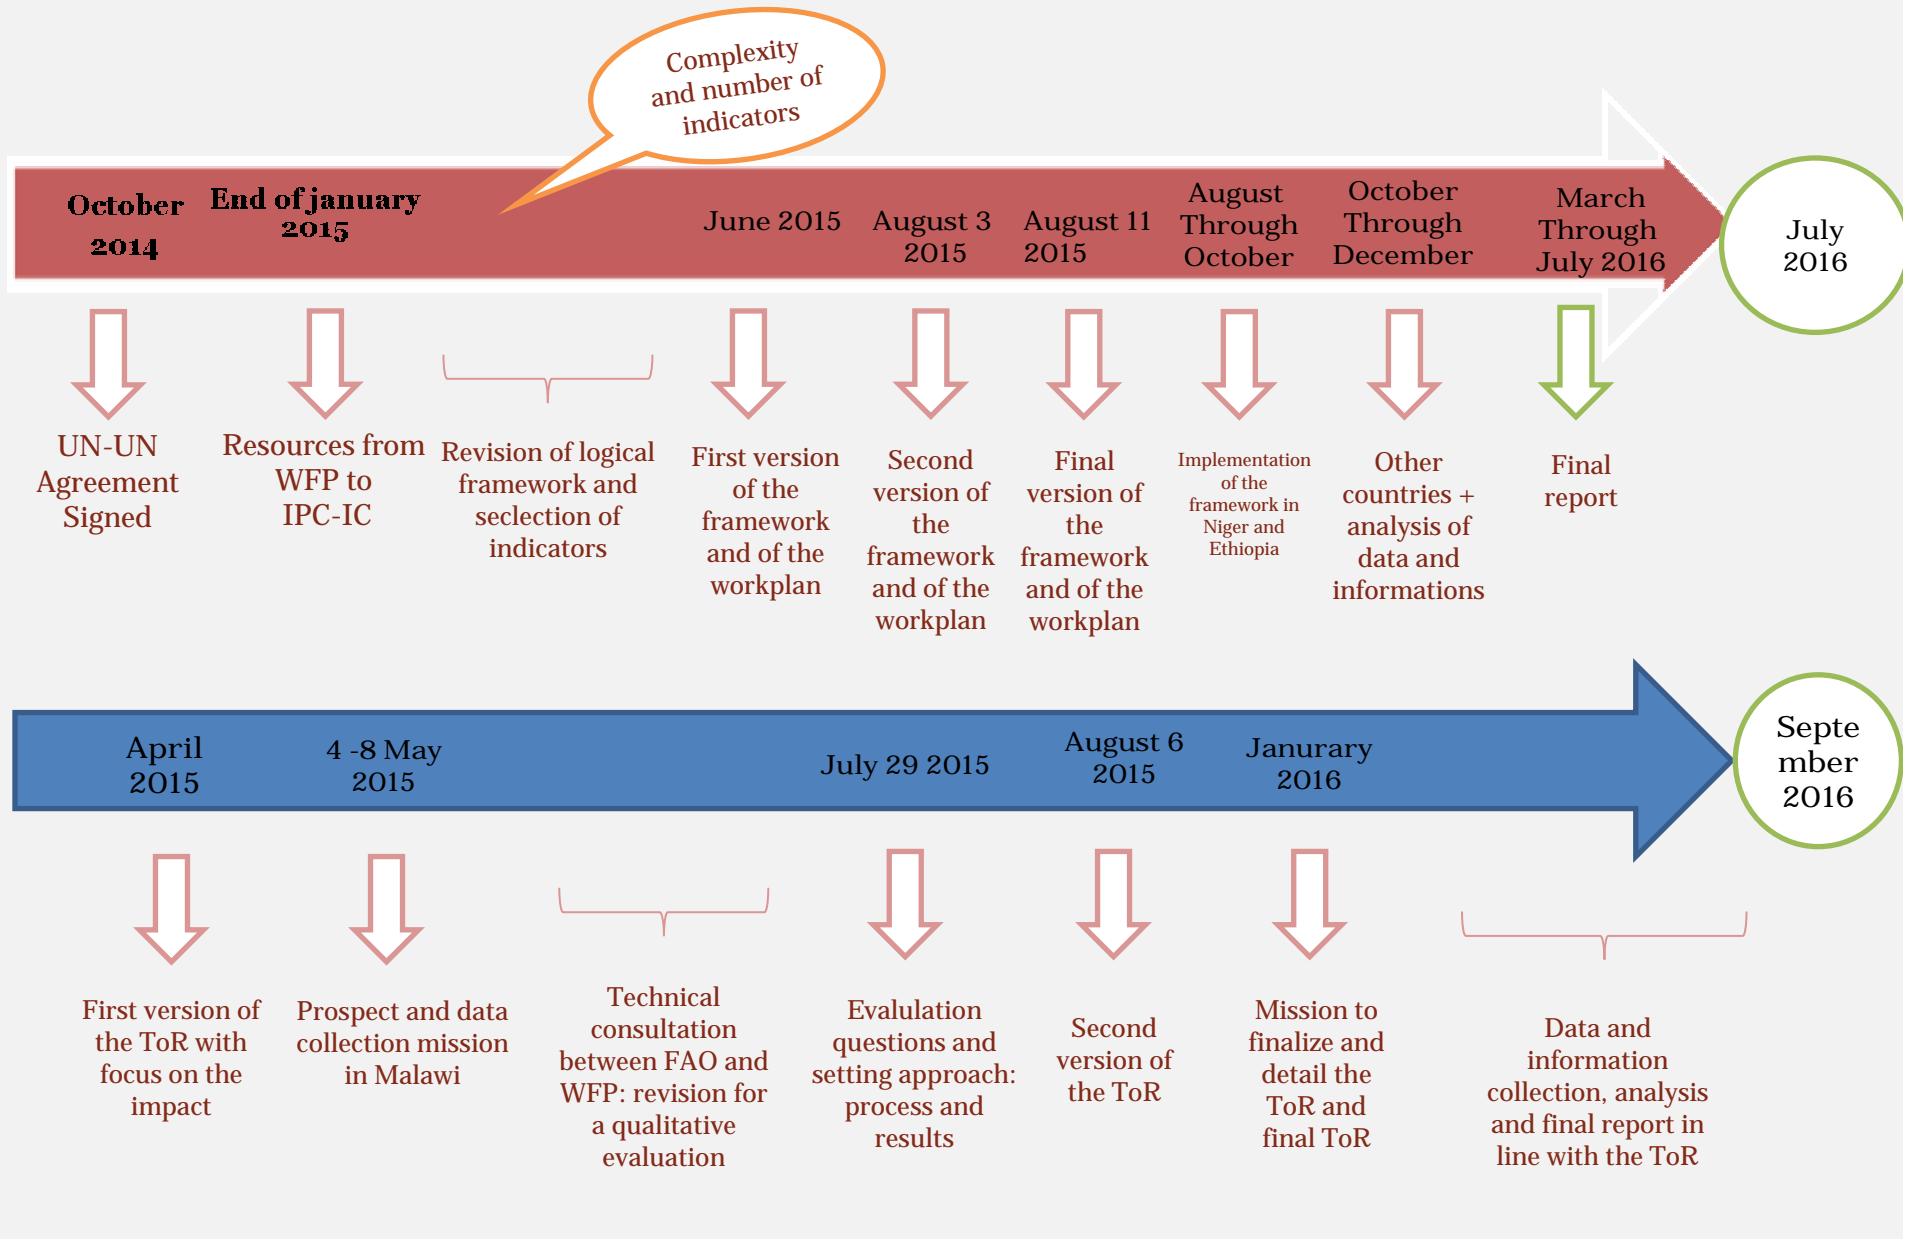 Complexity
and number of
indicators
October
2014
End of january
2015
June 2015
August 3
2015
August 11
2015
August
Through
October
October
Through
December
March
Through
July 2016
July
2016
UN-UN
Agreement
Signed
Resources from
WFP to
IPC-IC
Revision of logical
framework and
seclection of
indicators
First version
of the
framework
and of the
workplan
Second
version of
the
framework
and of the
workplan
Final
version of
the
framework
and of the
workplan
Implementation
of the
framework in
Niger and
Ethiopia
Other
countries +
analysis of
data and
informations
Final
report
April
2015
4 -8 May
2015
July 29 2015
August 6
2015
Janurary
2016
Septe
mber
2016
First version of
the ToR with
focus on the
impact
Prospect and data
collection mission
in Malawi
Technical
consultation
between FAO and
WFP: revision for
a qualitative
evaluation
Evalulation
questions and
setting approach:
process and
results
Second
version of
the ToR
Mission to
finalize and
detail the
ToR and
final ToR
Data and
information
collection, analysis
and final report in
line with the ToR